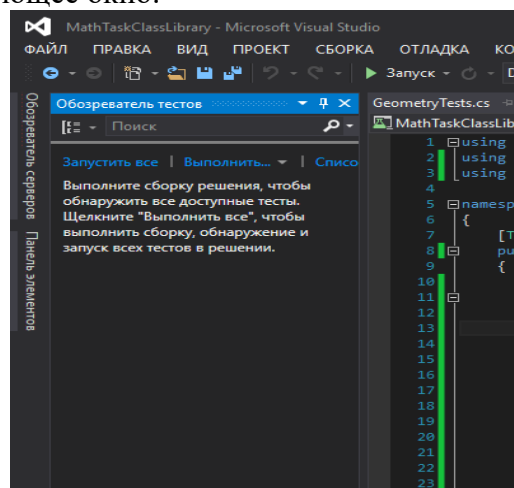 ющее окно:
MathTaskClassLibrary - Microsoft Visual Stud
ФАЙЛ ПРАВКА ВИД ПРОЕКТ СБОРКА ОТЛАДКА КО
Запуск
Обозреватель серверов
Панель элементов
Обозреватель тестов
Поиск
Запустить все | Выполнить... | Списо
Выполните сборку решения, чтобы
обнаружить все доступные тесты.
Щелкните "Выполнить все", чтобы
выполнить сборку, обнаружение и
запуск всех тестов в решении.
GeometryTests.cs
MathTaskClassLib
1 using
2 using
3 using
4
5 namesp
6 {
7 [T
8 pu
9 {
10
11
12
13
14
15
16
17
18
19
20
21
22
23